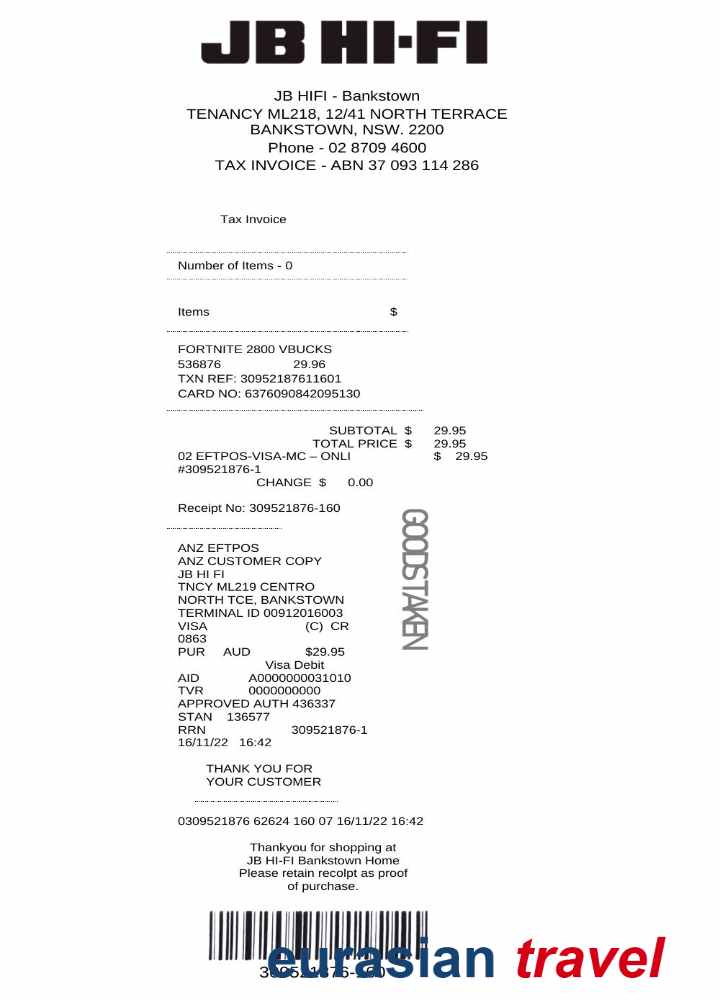 JB HI-FI
JB HIFI - Bankstown
TENANCY ML218, 12/41 NORTH TERRACE
BANKSTOWN, NSW. 2200
Phone - 02 8709 4600
TAX INVOICE - ABN 37 093 114 286
Tax Invoice
Number of Items - 0
Items $
FORTNITE 2800 VBUCKS
536876 29.96
TXN REF: 30952187611601
CARD NO: 6376090842095130
SUBTOTAL $ 29.95
TOTAL PRICE $ 29.95
02 EFTPOS-VISA-MC – ONLI $ 29.95
#309521876-1
CHANGE $ 0.00
Receipt No: 309521876-160
GOODS TAKEN
ANZ EFTPOS
ANZ CUSTOMER COPY
JB HI FI
TNCY ML219 CENTRO
NORTH TCE, BANKSTOWN
TERMINAL ID 00912016003
VISA (C) CR
0863
PUR AUD $29.95
Visa Debit
AID A0000000031010
TVR 0000000000
APPROVED AUTH 436337
STAN 136577
RRN 309521876-1
16/11/22 16:42
THANK YOU FOR
YOUR CUSTOMER
0309521876 62624 160 07 16/11/22 16:42
Thankyou for shopping at
JB HI-FI Bankstown Home
Please retain recolpt as proof
of purchase.
309521876-160
eurasian travel